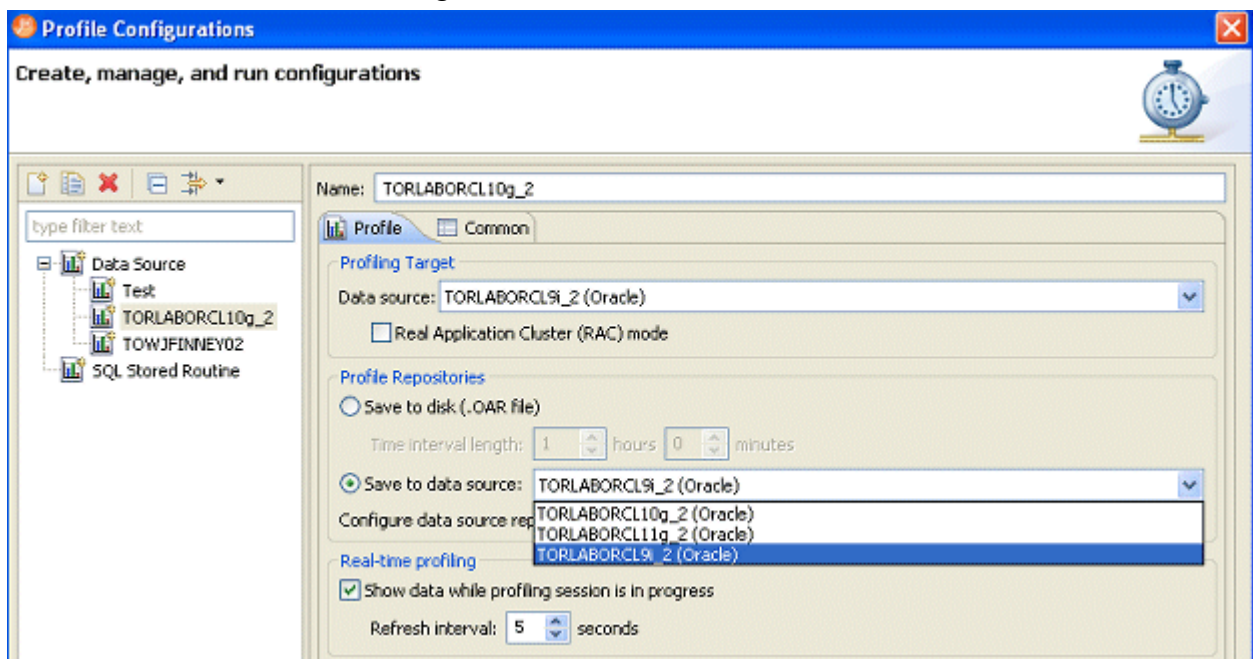 Profile Configurations
Create, manage, and run configurations
type filter text
Data Source
Test
TORLABORCL10g_2
TOWJFINNEY02
SQL Stored Routine
Name: TORLABORCL10g_2
Profile Common
Profiling Target
Data source: TORLABORCL9i_2 (Oracle)
Real Application Cluster (RAC) mode
Profile Repositories
Save to disk (.OAR file)
Time interval length: 1 hours 0 minutes
Save to data source: TORLABORCL9i_2 (Oracle)
TORLABORCL10g_2 (Oracle)
Configure data source rep
TORLABORCL11g_2 (Oracle)
TORLABORCL9i_2 (Oracle)
Real-time profiling
Show data while profiling session is in progress
Refresh interval: 5 seconds